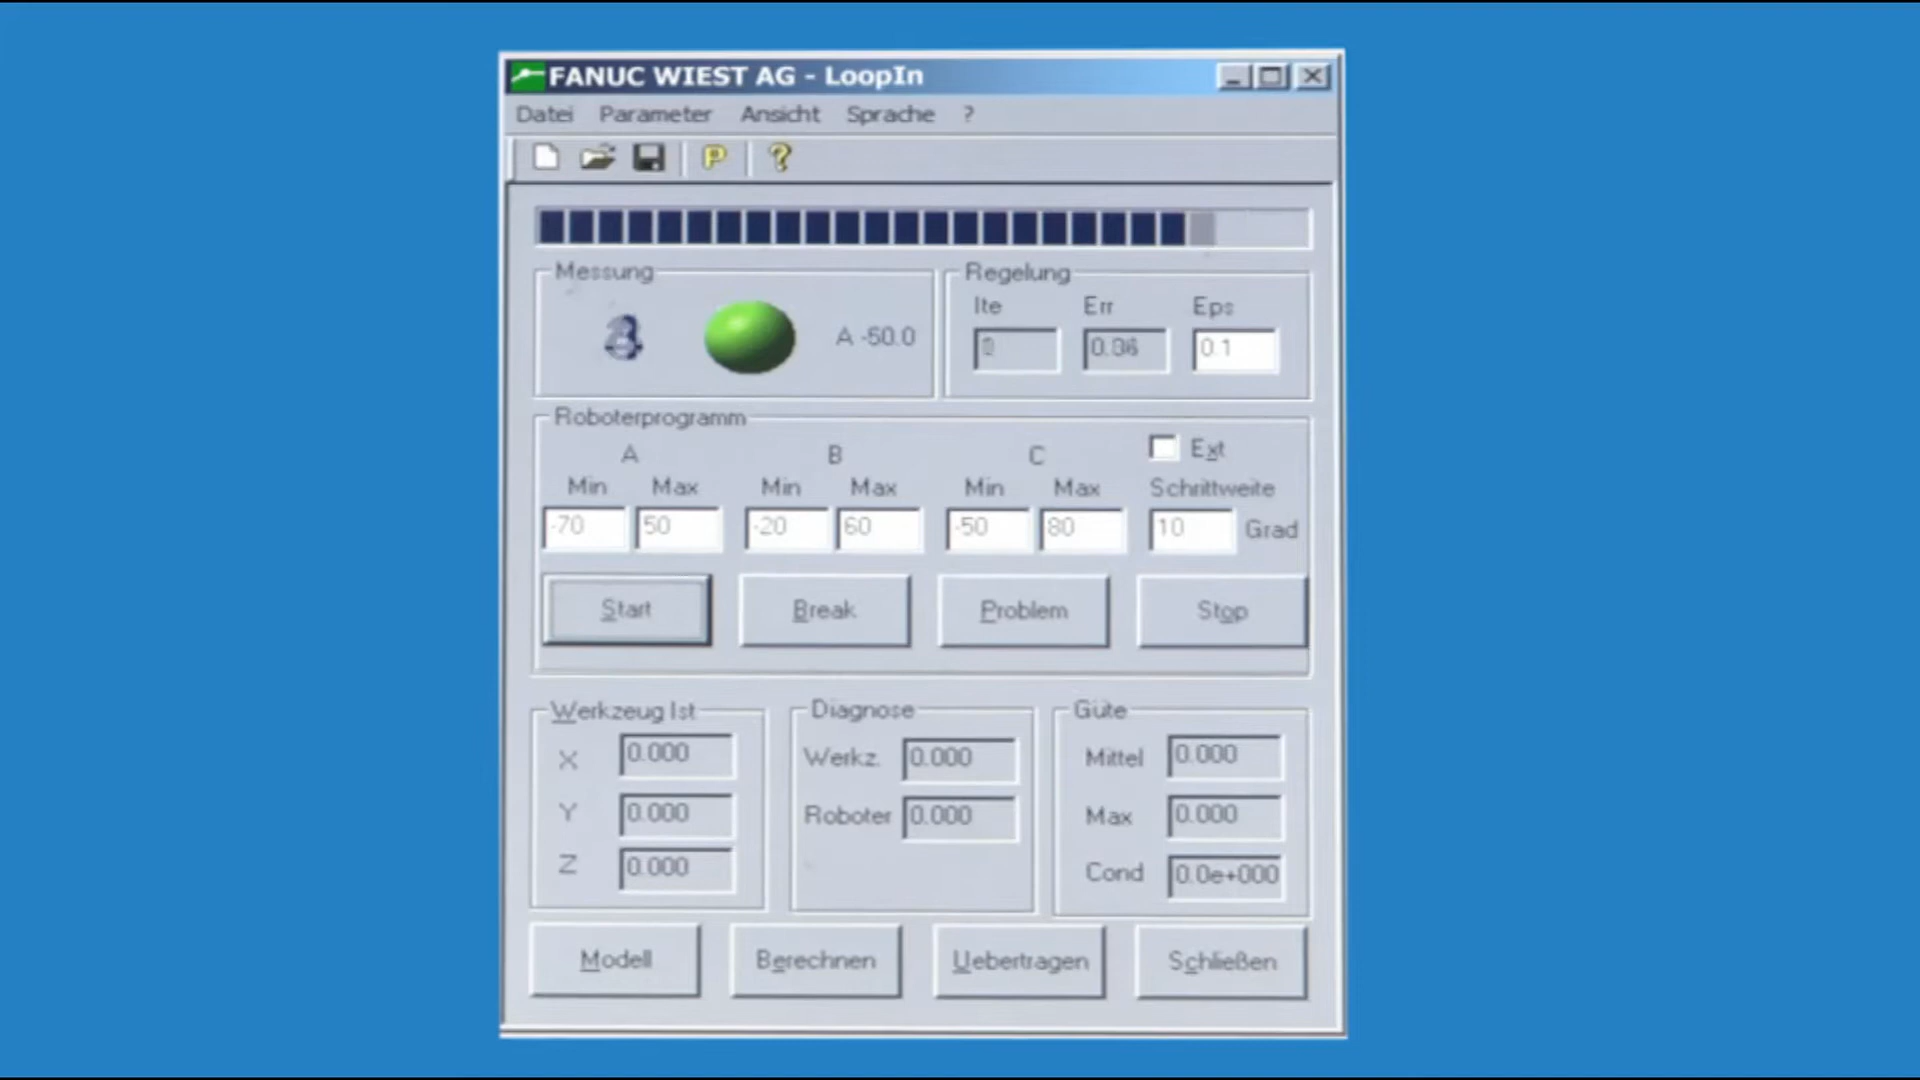 FANUC WIEST AG - LoopIn
Datei Parameter Ansicht Sprache ?
Messung
Regelung
Ite Err Eps
A -50.0
0.1
Roboterprogramm
A B C Ext
Min Max Min Max Min Max Schrittweite
-70 50 -20 60 -50 80 10 Grad
Start Break Problem Stop
Werkzeug Ist
X 0.000
Y 0.000
Z 0.000
Diagnose
Werkz. 0.000
Roboter 0.000
Güte
Mittel 0.000
Max 0.000
Cond 0.0e+000
Modell Berechnen Uebertragen Schließen